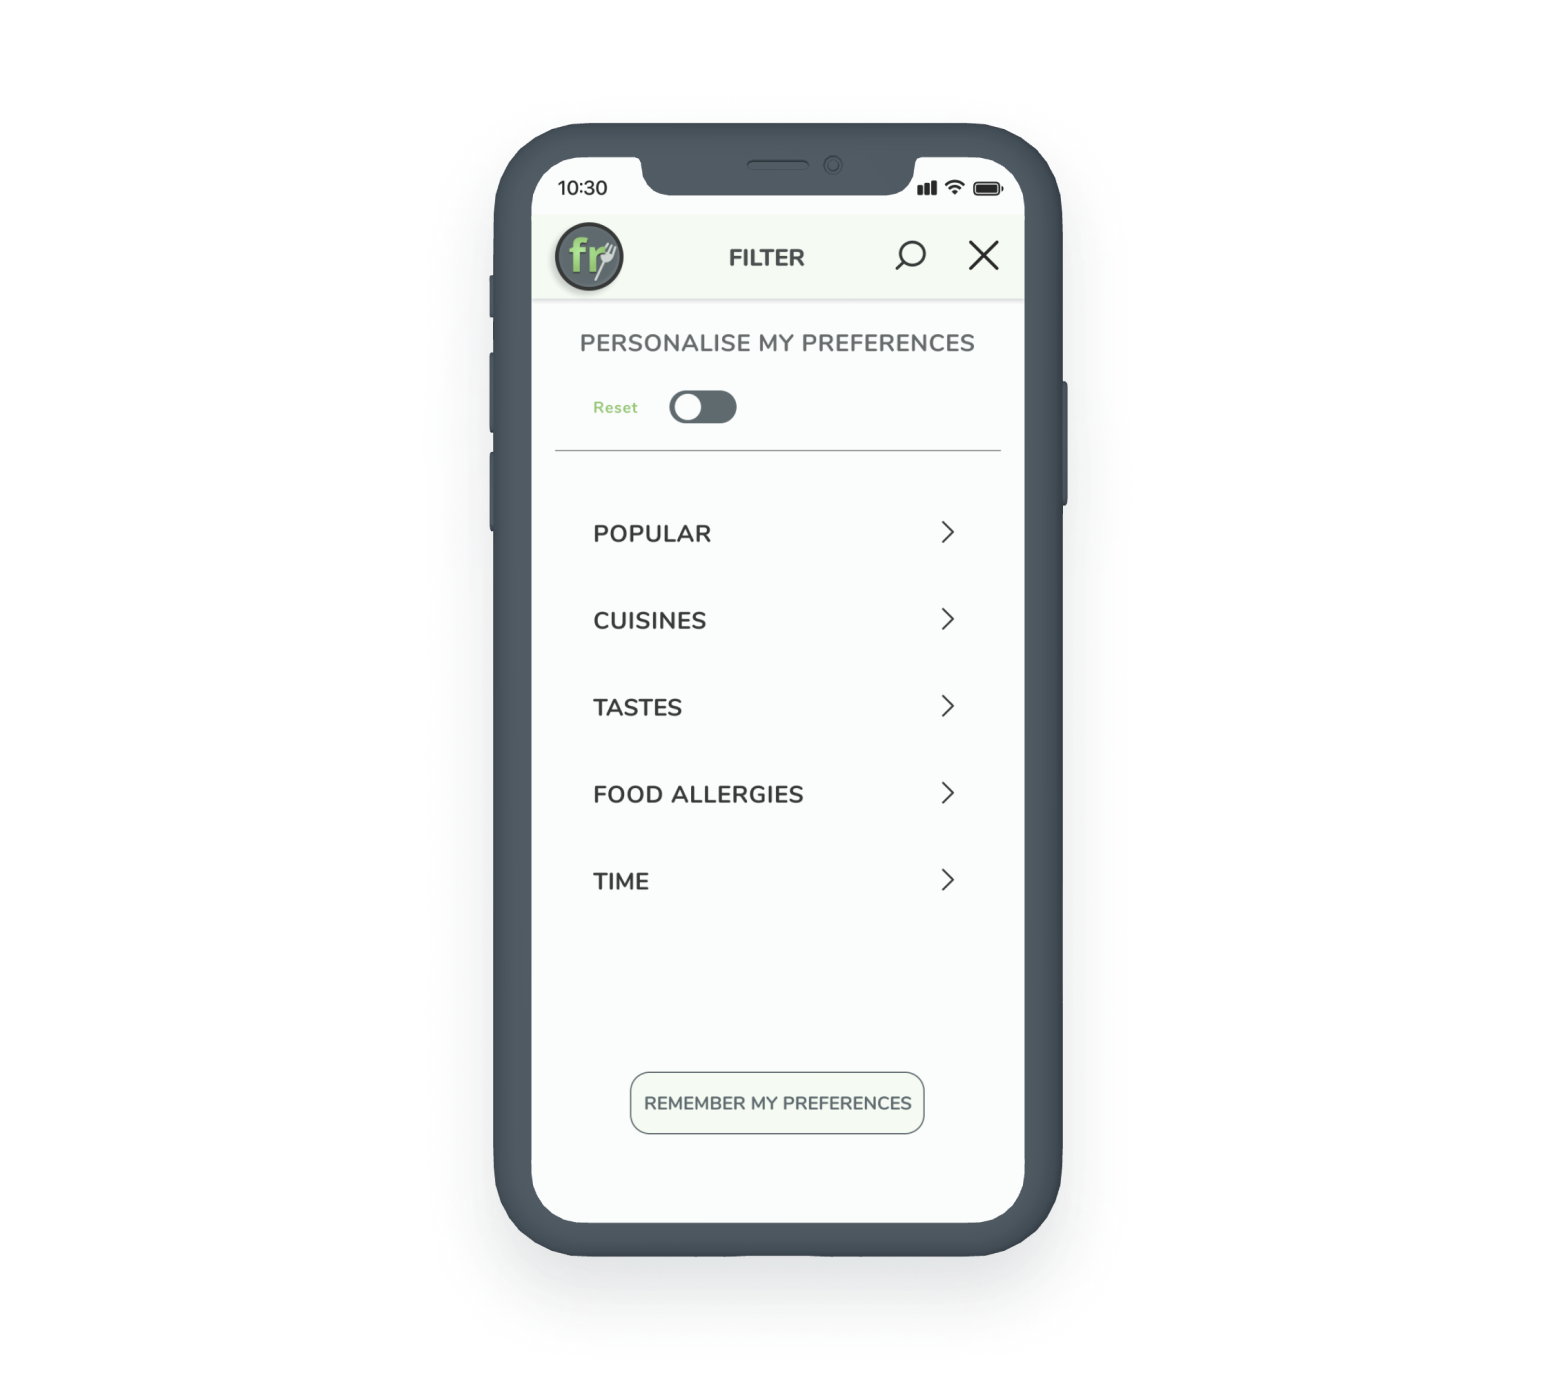 10:30
fr
FILTER
PERSONALISE MY PREFERENCES
Reset
POPULAR
CUISINES
TASTES
FOOD ALLERGIES
TIME
REMEMBER MY PREFERENCES